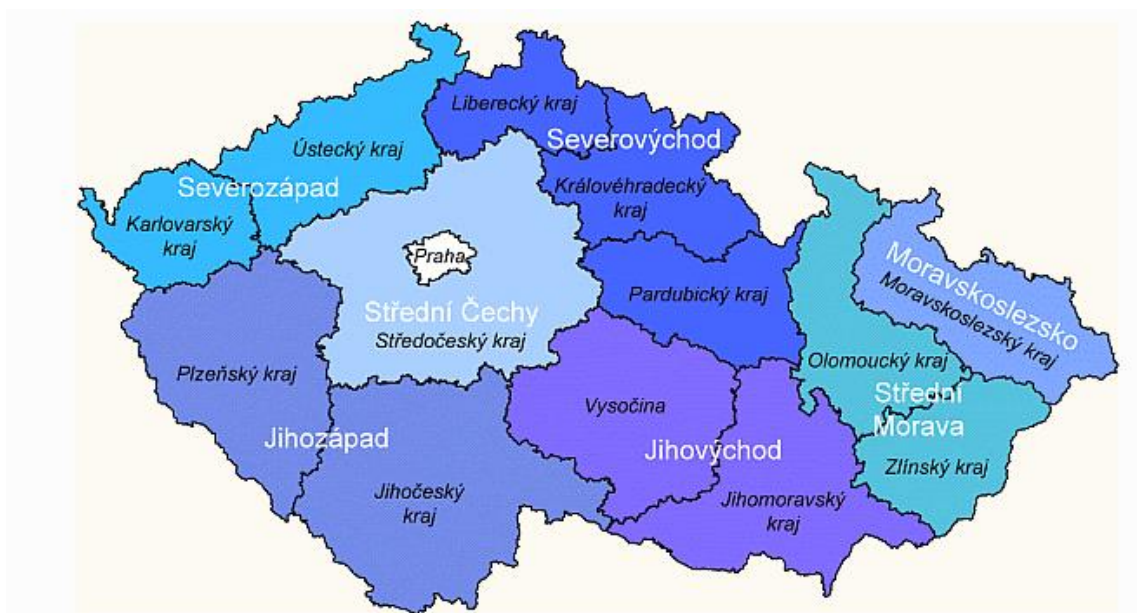 Liberecký kraj
Severovýchod
Ústecký kraj
Severozápad
Královéhradecký
kraj
Karlovarský
kraj
Praha
Moravskoslezsko
Moravskoslezský kraj
Pardubický kraj
Střední Čechy
Středočeský kraj
Olomoucký kraj
Plzeňský kraj
Střední
Morava
Vysočina
Jihozápad
Jihovýchod
Zlínský kraj
Jihočeský
kraj
Jihomoravský
kraj